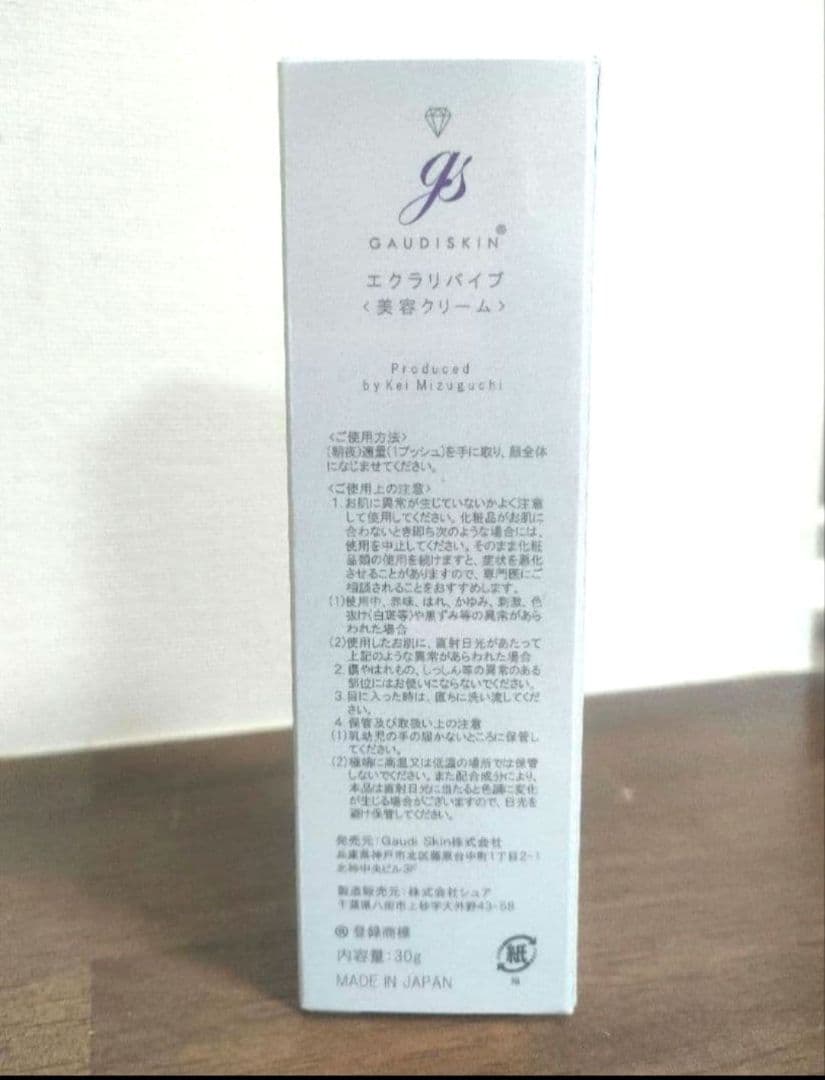 gs
GAUDISKIN®
エクラリバイブ
<美容クリーム>
Produced
by Kei Mizuguchi
<ご使用方法>
(朝夜)適量(1プッシュ)を手に取り、顔全体
になじませてください。
<ご使用上の注意>
1. お肌に異常が生じていないかよく注意
して使用してください。化粧品がお肌に
合わないとき即ち次のような場合には、
使用を中止してください。そのまま化粧
品類の使用を続けますと、症状を悪化
させることがありますので、専門医にご
相談されることをおすすめします。
(1)使用中、赤味、はれ、かゆみ、刺激、色
抜け(白斑等)や黒ずみ等の異常があら
われた場合
(2)使用したお肌に、直射日光があたって
上記のような異常があらわれた場合
2. 傷やはれもの、しっしん等の異常のある
部位にはお使いにならないでください。
3. 目に入った時は、直ちに洗い流してくだ
さい。
4. 保管及び取扱い上の注意
(1)乳幼児の手の届かないところに保管し
てください。
(2)極端に高温又は低温の場所では保管
しないでください。また配合成分により、
本品は直射日光に当たると色調に変化
が生じる場合がございますので、日光を
避け保管してください。
発売元:Gaudi Skin株式会社
兵庫県神戸市北区藤原台中町1丁目2-1
北神中央ビル3F
製造販売元:株式会社シュア
千葉県八街市上砂字大外野43-58
® 登録商標
内容量:30g
MADE IN JAPAN
紙
箱